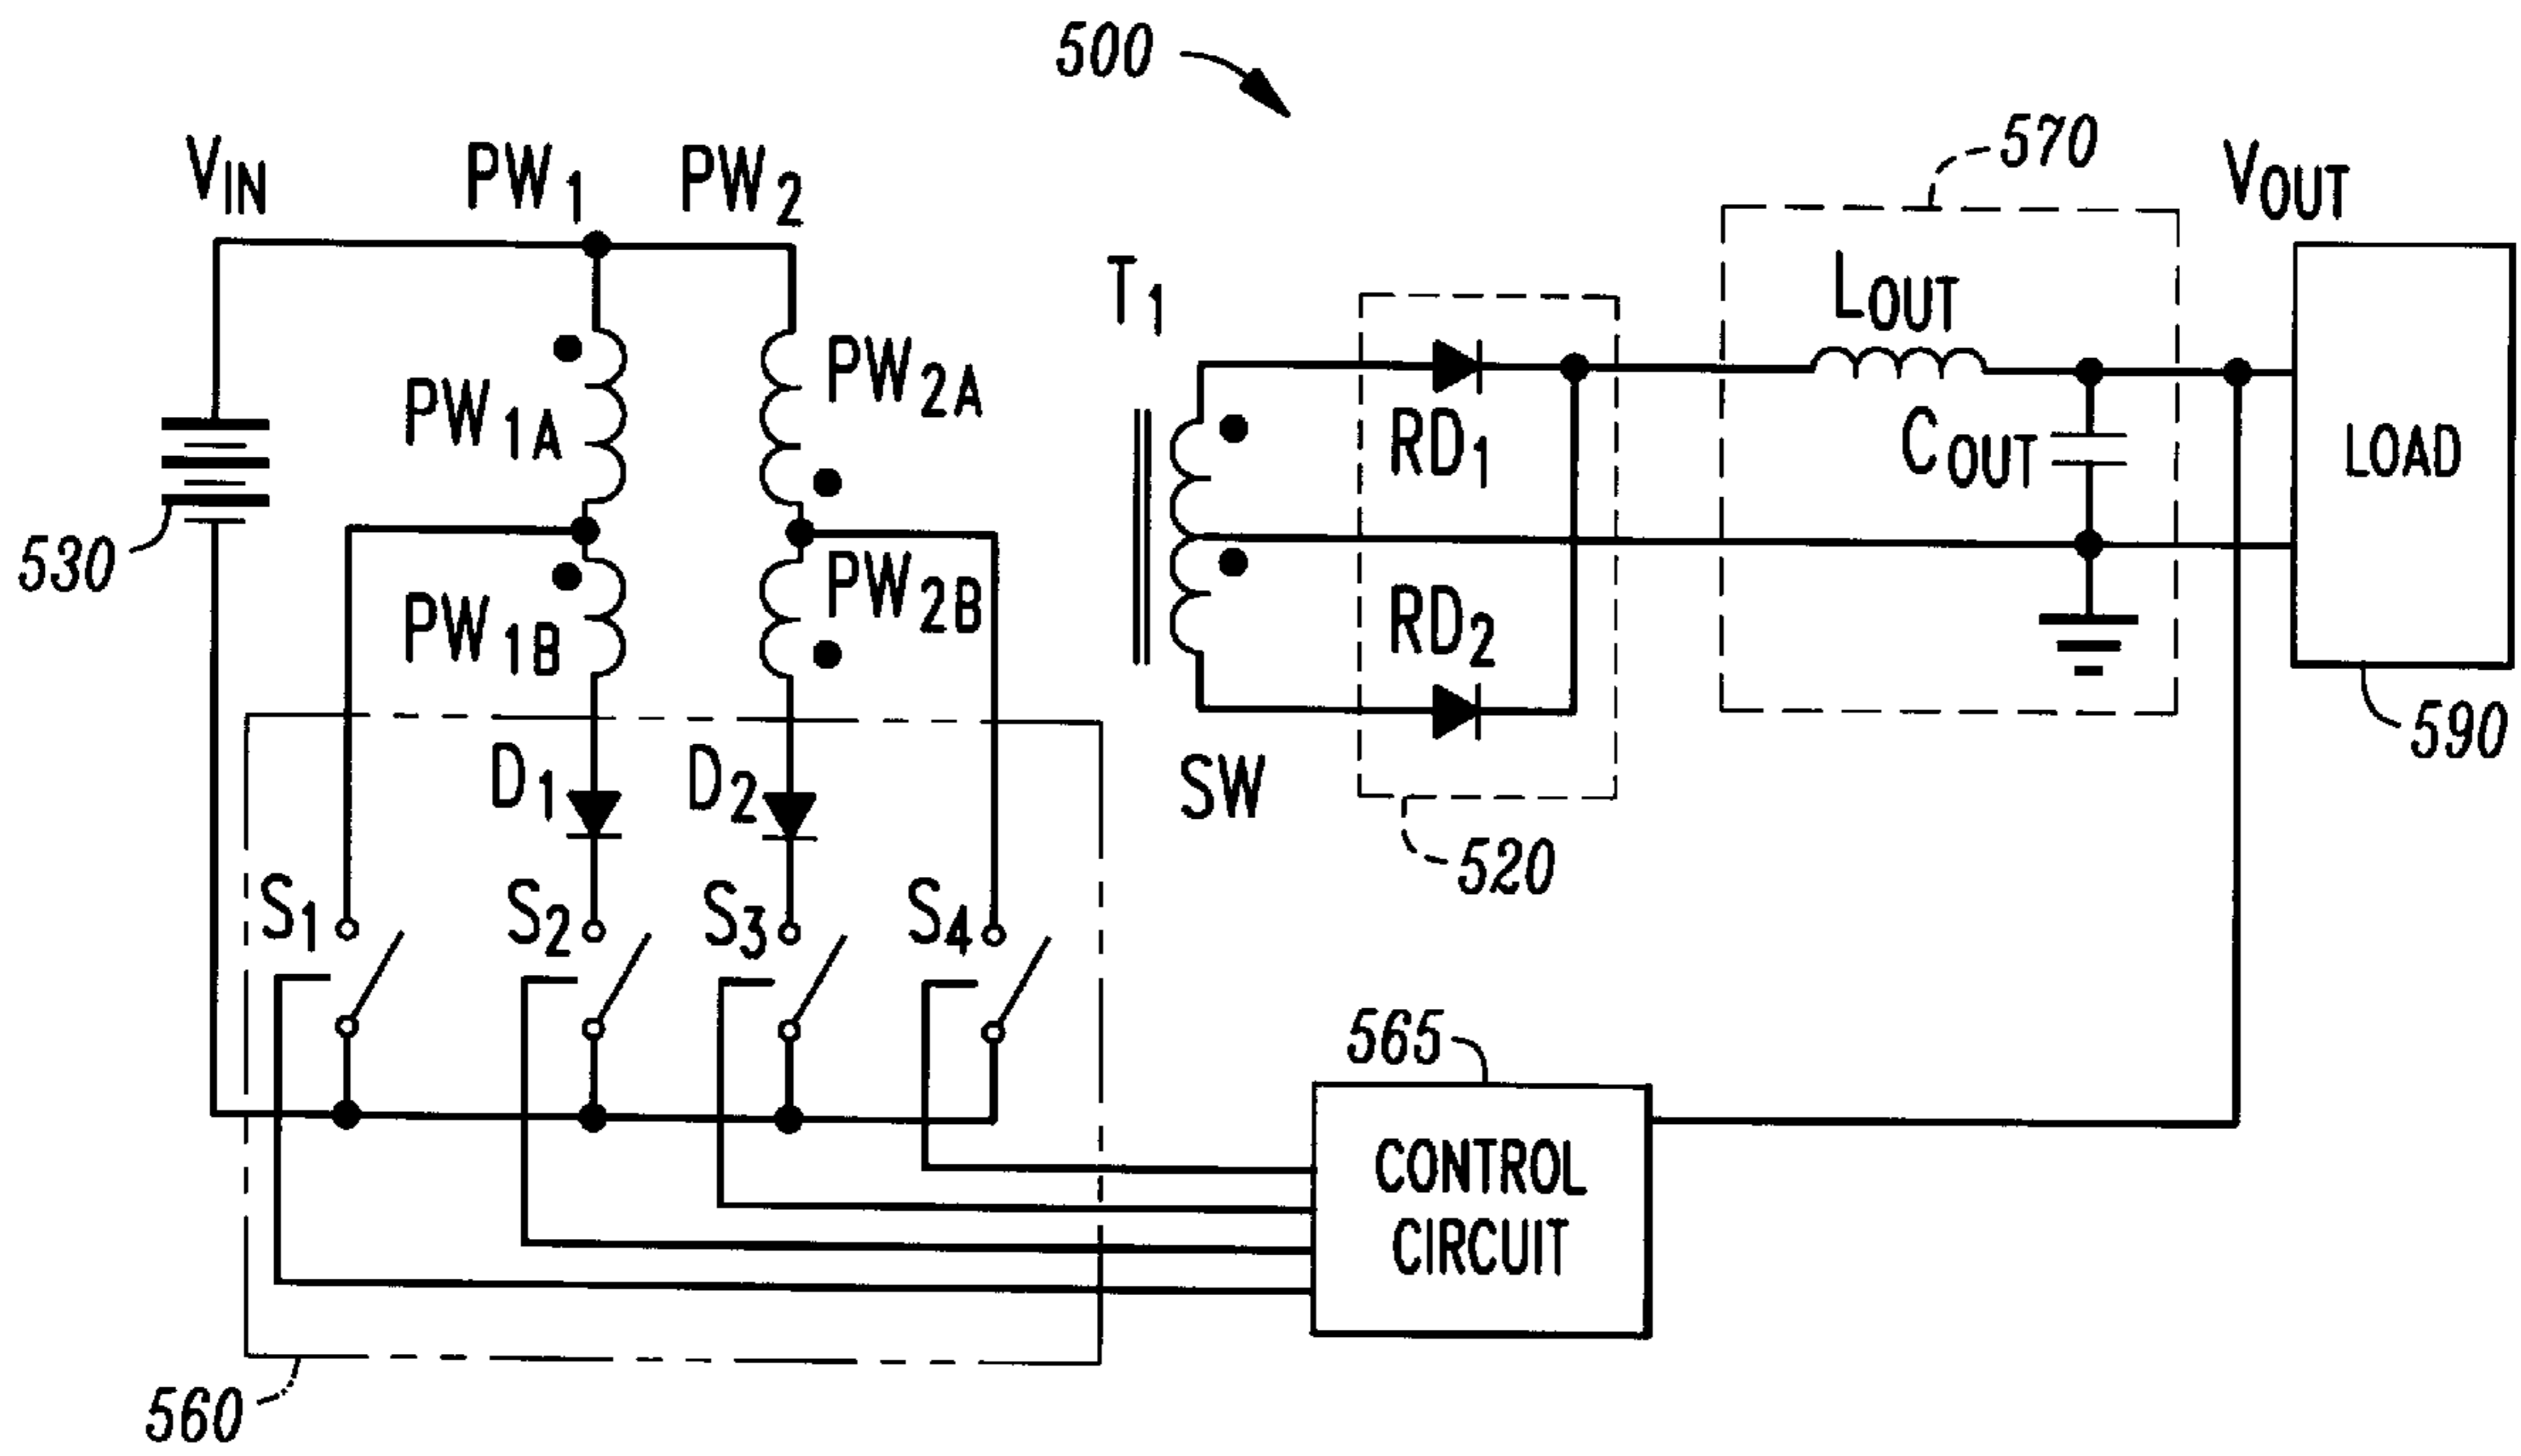 500
570
VIN
PW1
PW2
VOUT
T1
LOUT
PW1A
PW2A
RD1
COUT
LOAD
530
PW1B
PW2B
RD2
590
D1
D2
SW
520
S1
S2
S3
S4
565
CONTROL
CIRCUIT
560